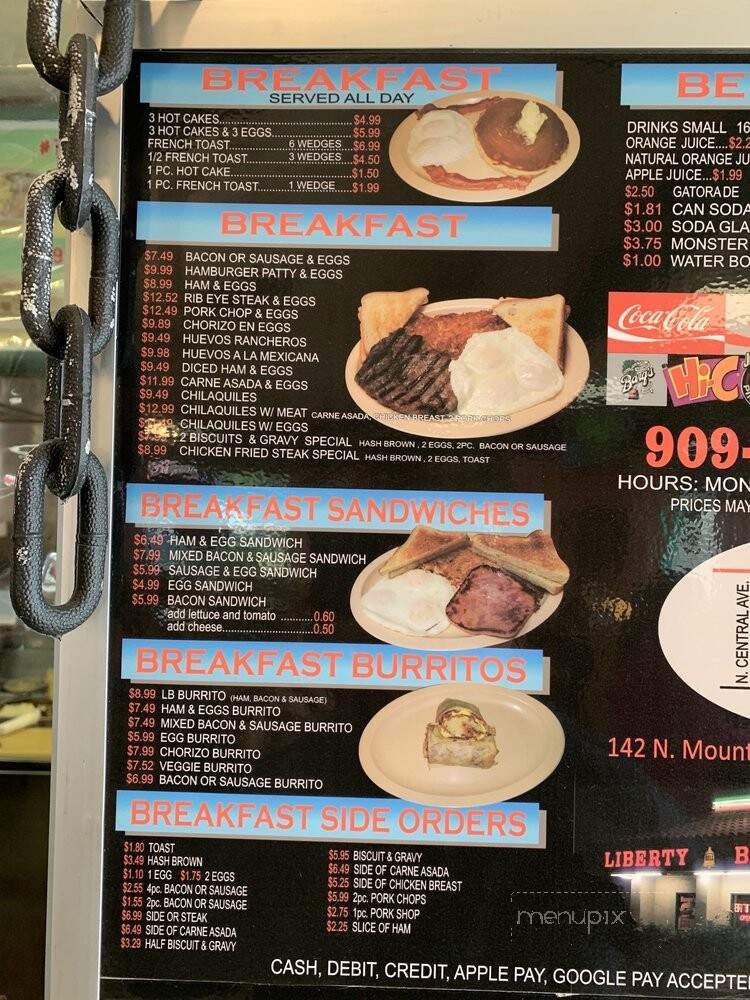 BREAKFAST
SERVED ALL DAY
3 HOT CAKES............$4.99
3 HOT CAKES & 3 EGGS............$5.99
FRENCH TOAST............6 WEDGES $6.99
1/2 FRENCH TOAST............3 WEDGES $4.50
1 PC. HOT CAKE............$1.50
1 PC. FRENCH TOAST............1 WEDGE....$1.99
BREAKFAST
$7.49 BACON OR SAUSAGE & EGGS
$9.99 HAMBURGER PATTY & EGGS
$8.99 HAM & EGGS
$12.52 RIB EYE STEAK & EGGS
$12.49 PORK CHOP & EGGS
$9.89 CHORIZO EN EGGS
$9.49 HUEVOS RANCHEROS
$9.98 HUEVOS A LA MEXICANA
$9.49 DICED HAM & EGGS
$11.99 CARNE ASADA & EGGS
$9.49 CHILAQUILES
$12.99 CHILAQUILES W/ MEAT CARNE ASADA, CHICKEN BREAST, 2 PORK CHOPS
CHILAQUILES W/ EGGS
2 BISCUITS & GRAVY SPECIAL HASH BROWN , 2 EGGS, 2PC. BACON OR SAUSAGE
$8.99 CHICKEN FRIED STEAK SPECIAL HASH BROWN , 2 EGGS, TOAST
BREAKFAST SANDWICHES
$6.49 HAM & EGG SANDWICH
$7.99 MIXED BACON & SAUSAGE SANDWICH
$5.99 SAUSAGE & EGG SANDWICH
$4.99 EGG SANDWICH
$5.99 BACON SANDWICH
add lettuce and tomato ..........0.60
add cheese............0.50
BREAKFAST BURRITOS
$8.99 LB BURRITO (HAM, BACON & SAUSAGE)
$7.49 HAM & EGGS BURRITO
$7.49 MIXED BACON & SAUSAGE BURRITO
$5.99 EGG BURRITO
$7.99 CHORIZO BURRITO
$7.52 VEGGIE BURRITO
$6.99 BACON OR SAUSAGE BURRITO
BREAKFAST SIDE ORDERS
$1.80 TOAST
$3.49 HASH BROWN
$1.10 1 EGG $1.75 2 EGGS
$2.55 4pc. BACON OR SAUSAGE
$1.55 2pc. BACON OR SAUSAGE
$6.99 SIDE OR STEAK
$6.49 SIDE OF CARNE ASADA
$3.29 HALF BISCUIT & GRAVY
$5.95 BISCUIT & GRAVY
$6.49 SIDE OF CARNE ASADA
$5.25 SIDE OF CHICKEN BREAST
$5.99 2pc. PORK CHOPS
$2.75 1pc. PORK SHOP
$2.25 SLICE OF HAM
CASH, DEBIT, CREDIT, APPLE PAY, GOOGLE PAY ACCEPTE
BE
DRINKS SMALL 16
ORANGE JUICE....$2.2
NATURAL ORANGE JU
APPLE JUICE...$1.99
$2.50 GATORADE
$1.81 CAN SODA
$3.00 SODA GLA
$3.75 MONSTER
$1.00 WATER BO
Coca-Cola
Barq's
Hi-C
909-
HOURS: MON
PRICES MAY
N. CENTRAL AVE.
142 N. Mount
LIBERTY B
menupix